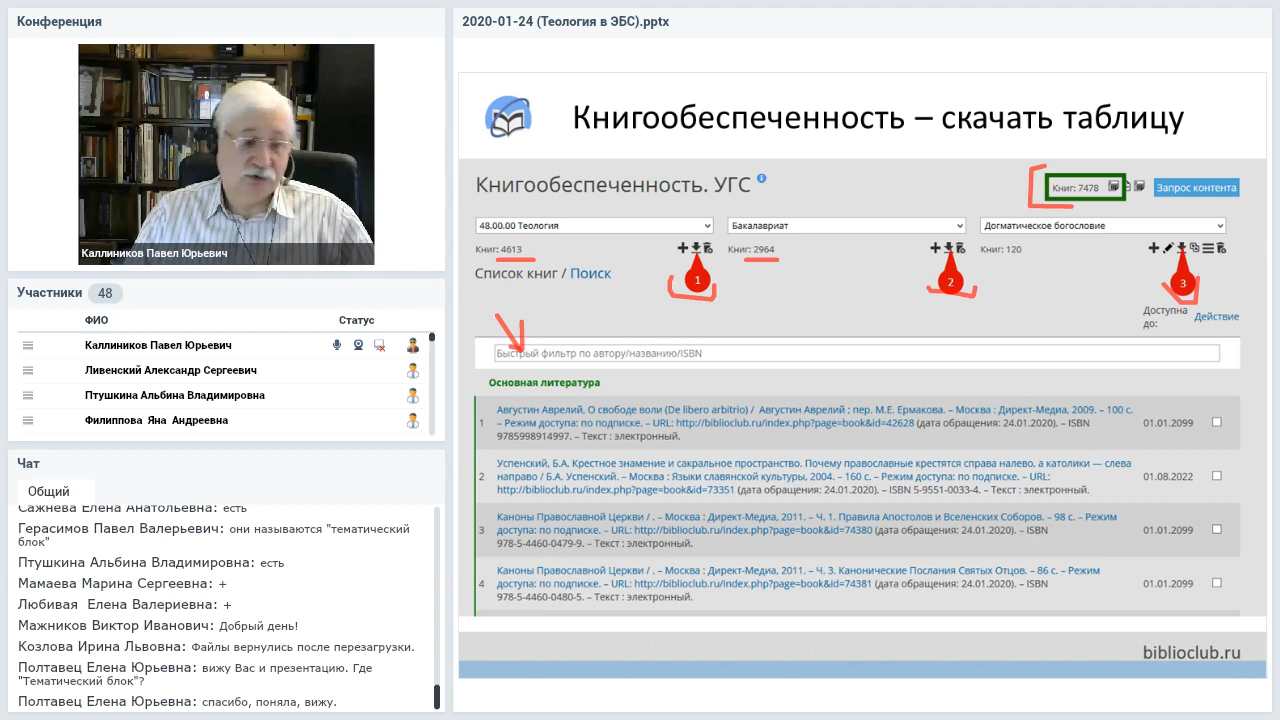 Конференция
Каллиников Павел Юрьевич
Участники 48
ФИО Статус
Каллиников Павел Юрьевич
Ливенский Александр Сергеевич
Птушкина Альбина Владимировна
Филиппова Яна Андреевна
Чат
Общий
Сажнева Елена Анатольевна: есть
Герасимов Павел Валерьевич: они называются "тематический
блок"
Птушкина Альбина Владимировна: есть
Мамаева Марина Сергеевна: +
Любивая Елена Валериевна: +
Мажников Виктор Иванович: Добрый день!
Козлова Ирина Львовна: Файлы вернулись после перезагрузки.
Полтавец Елена Юрьевна: вижу Вас и презентацию. Где
"Тематический блок"?
Полтавец Елена Юрьевна: спасибо, поняла, вижу.
2020-01-24 (Теология в ЭБС).pptx
Книгообеспеченность – скачать таблицу
Книгообеспеченность. УГС
Книг: 7478
Запрос контента
48.00.00 Теология
Бакалавриат
Догматическое богословие
Книг: 4613
Книг: 2964
Книг: 120
1
2
3
Список книг / Поиск
Доступна
до:
Действие
Быстрый фильтр по автору/названию/ISBN
Основная литература
1 Августин Аврелий, О свободе воли (De libero arbitrio) / Августин Аврелий ; пер. М.Е. Ермакова. – Москва : Директ-Медиа, 2009. – 100 с.
– Режим доступа: по подписке. – URL: http://biblioclub.ru/index.php?page=book&id=42628 (дата обращения: 24.01.2020). – ISBN
9785998914997. – Текст : электронный.
01.01.2099
2 Успенский, Б.А. Крестное знамение и сакральное пространство. Почему православные крестятся справа налево, а католики — слева
направо / Б.А. Успенский. – Москва : Языки славянской культуры, 2004. – 160 с. – Режим доступа: по подписке. – URL:
http://biblioclub.ru/index.php?page=book&id=73351 (дата обращения: 24.01.2020). – ISBN 5-9551-0033-4. – Текст : электронный.
01.08.2022
3 Каноны Православной Церкви / . – Москва : Директ-Медиа, 2011. – Ч. 1. Правила Апостолов и Вселенских Соборов. – 98 с. – Режим
доступа: по подписке. – URL: http://biblioclub.ru/index.php?page=book&id=74380 (дата обращения: 24.01.2020). – ISBN
978-5-4460-0479-9. – Текст : электронный.
01.01.2099
4 Каноны Православной Церкви / . – Москва : Директ-Медиа, 2011. – Ч. 3. Канонические Послания Святых Отцов. – 86 с. – Режим
доступа: по подписке. – URL: http://biblioclub.ru/index.php?page=book&id=74381 (дата обращения: 24.01.2020). – ISBN
978-5-4460-0480-5. – Текст : электронный.
01.01.2099
biblioclub.ru